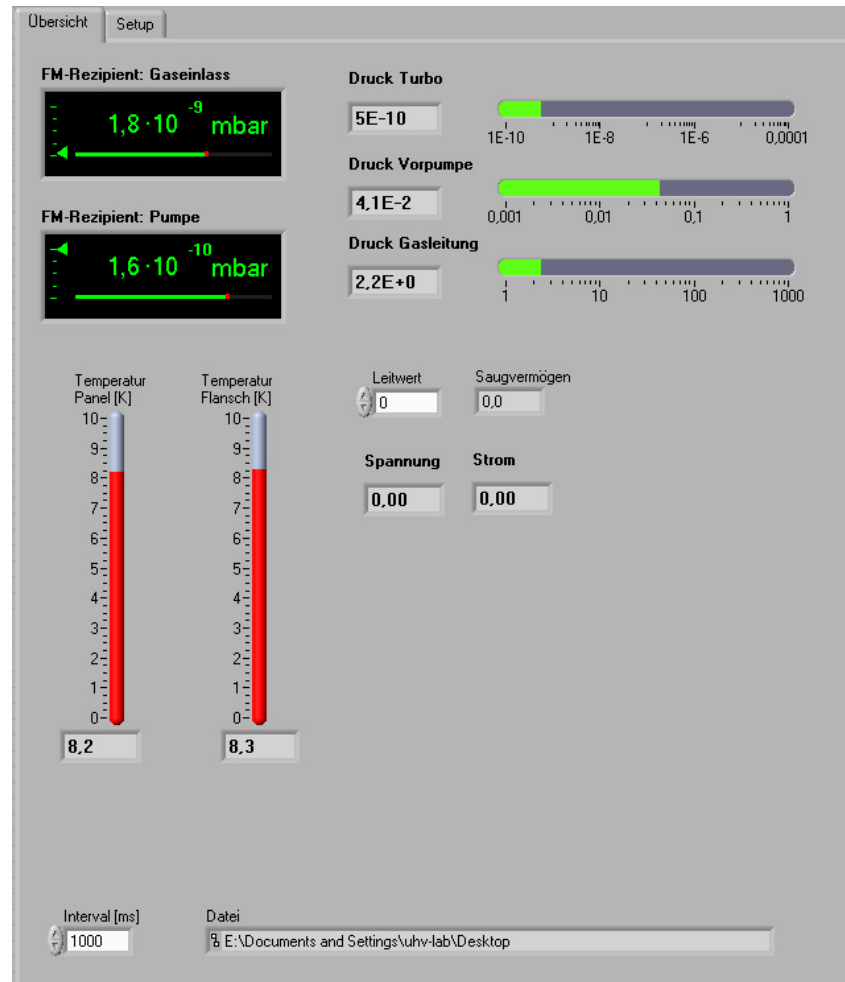 Übersicht
Setup
FM-Rezipient: Gaseinlass
1,8·10 -9 mbar
FM-Rezipient: Pumpe
1,6·10 -10 mbar
Druck Turbo
5E-10
1E-10 1E-8 1E-6 0,0001
Druck Vorpumpe
4,1E-2
0,001 0,01 0,1 1
Druck Gasleitung
2,2E+0
1 10 100 1000
Temperatur
Panel [K]
10
9
8
7
6
5
4
3
2
1
0
8,2
Temperatur
Flansch [K]
10
9
8
7
6
5
4
3
2
1
0
8,3
Leitwert
0
Saugvermögen
0,0
Spannung
0,00
Strom
0,00
Interval [ms]
1000
Datei
E:\Documents and Settings\uhv-lab\Desktop